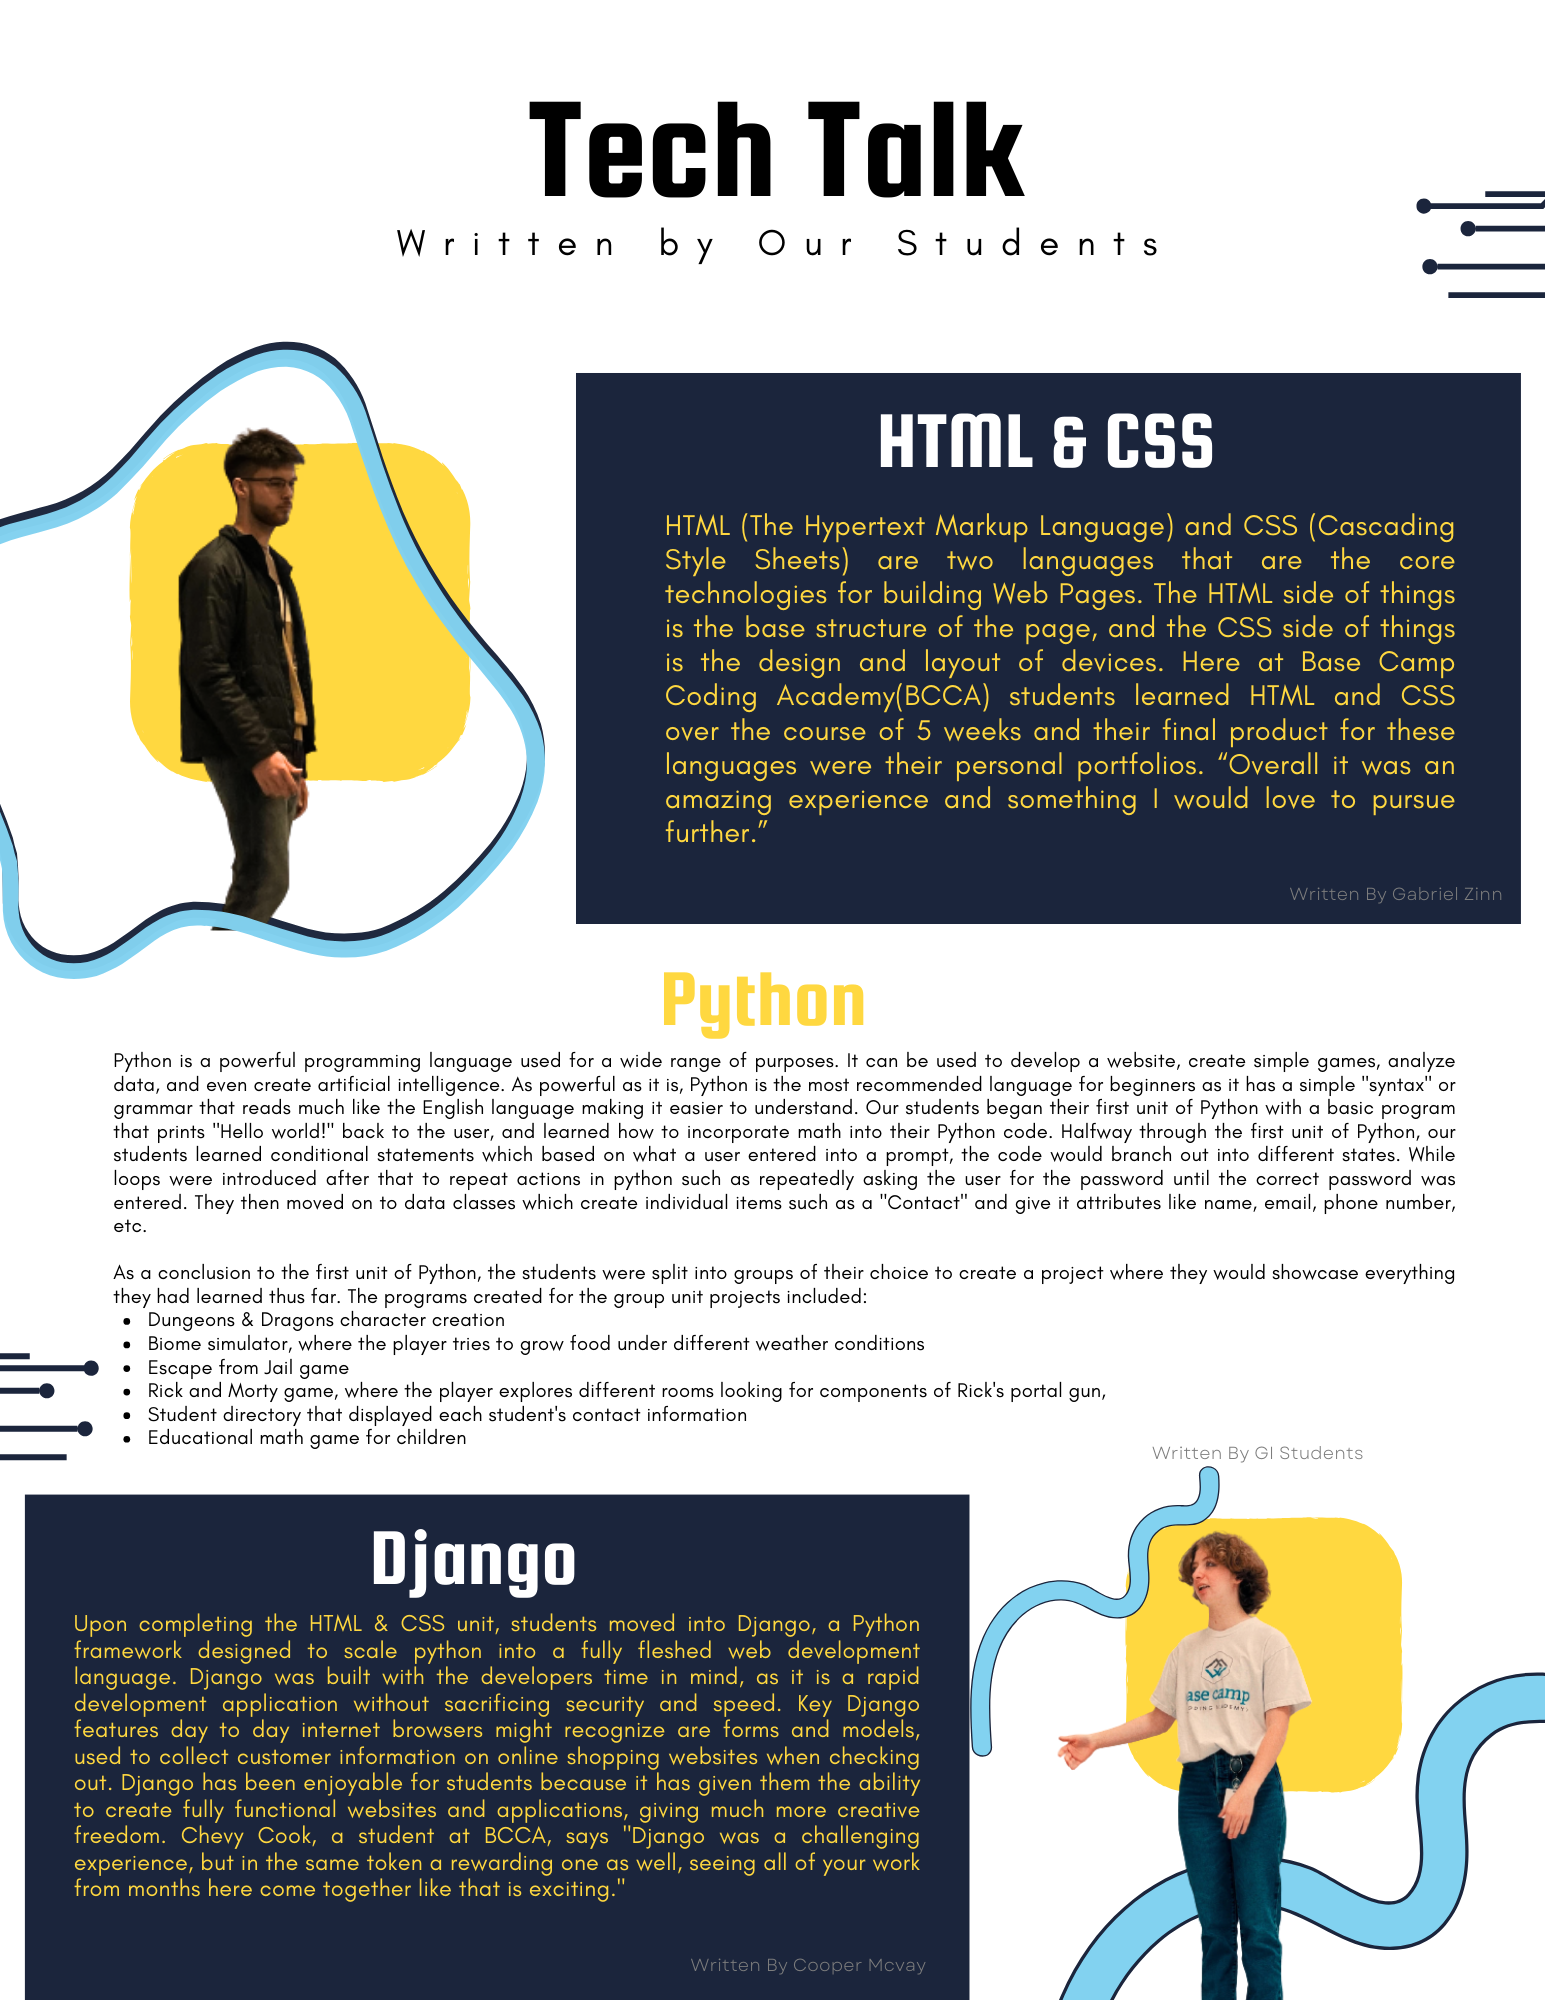 Tech Talk
Written by Our Students
HTML & CSS
HTML (The Hypertext Markup Language) and CSS (Cascading
Style Sheets) are two languages that are the core
technologies for building Web Pages. The HTML side of things
is the base structure of the page, and the CSS side of things
is the design and layout of devices. Here at Base Camp
Coding Academy(BCCA) students learned HTML and CSS
over the course of 5 weeks and their final product for these
languages were their personal portfolios. “Overall it was an
amazing experience and something I would love to pursue
further.”
Written By Gabriel Zinn
Python
Python is a powerful programming language used for a wide range of purposes. It can be used to develop a website, create simple games, analyze
data, and even create artificial intelligence. As powerful as it is, Python is the most recommended language for beginners as it has a simple "syntax" or
grammar that reads much like the English language making it easier to understand. Our students began their first unit of Python with a basic program
that prints "Hello world!" back to the user, and learned how to incorporate math into their Python code. Halfway through the first unit of Python, our
students learned conditional statements which based on what a user entered into a prompt, the code would branch out into different states. While
loops were introduced after that to repeat actions in python such as repeatedly asking the user for the password until the correct password was
entered. They then moved on to data classes which create individual items such as a "Contact" and give it attributes like name, email, phone number,
etc.
As a conclusion to the first unit of Python, the students were split into groups of their choice to create a project where they would showcase everything
they had learned thus far. The programs created for the group unit projects included:
• Dungeons & Dragons character creation
• Biome simulator, where the player tries to grow food under different weather conditions
• Escape from Jail game
• Rick and Morty game, where the player explores different rooms looking for components of Rick's portal gun,
• Student directory that displayed each student's contact information
• Educational math game for children
Written By GI Students
Django
Upon completing the HTML & CSS unit, students moved into Django, a Python
framework designed to scale python into a fully fleshed web development
language. Django was built with the developers time in mind, as it is a rapid
development application without sacrificing security and speed. Key Django
features day to day internet browsers might recognize are forms and models,
used to collect customer information on online shopping websites when checking
out. Django has been enjoyable for students because it has given them the ability
to create fully functional websites and applications, giving much more creative
freedom. Chevy Cook, a student at BCCA, says "Django was a challenging
experience, but in the same token a rewarding one as well, seeing all of your work
from months here come together like that is exciting."
Written By Cooper Mcvay
ase camp